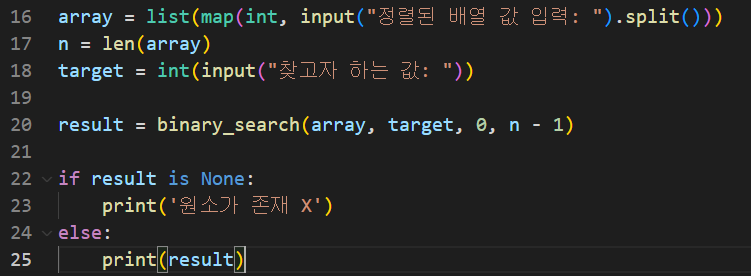 16 array = list(map(int, input("정렬된 배열 값 입력: ").split()))
17 n = len(array)
18 target = int(input("찾고자 하는 값: "))
19
20 result = binary_search(array, target, 0, n - 1)
21
22 if result is None:
23     print('원소가 존재 X')
24 else:
25     print(result)